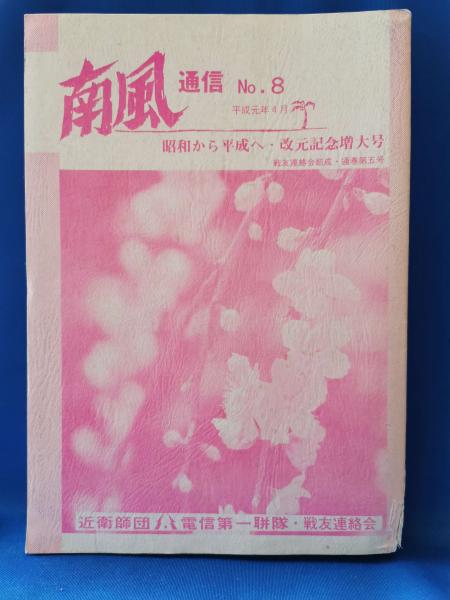 南風 通信 No.8
平成元年4月
昭和から平成へ・改元記念増大号
戦友連絡会組成・通巻第五号
近衛師団 電信第一聯隊・戦友連絡会